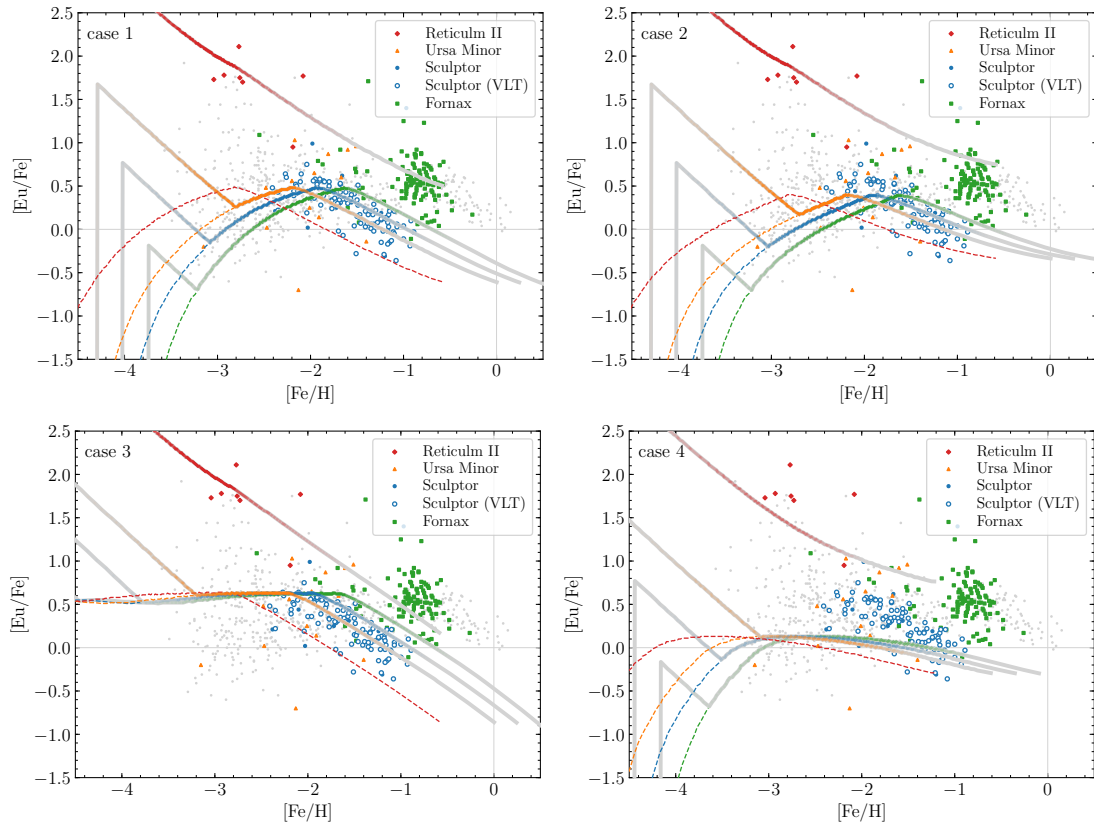 case 1
Reticulm II
Ursa Minor
Sculptor
Sculptor (VLT)
Fornax
[Eu/Fe]
2.5
2.0
1.5
1.0
0.5
0.0
−0.5
−1.0
−1.5
−4 −3 −2 −1 0
[Fe/H]
case 2
Reticulm II
Ursa Minor
Sculptor
Sculptor (VLT)
Fornax
[Eu/Fe]
2.5
2.0
1.5
1.0
0.5
0.0
−0.5
−1.0
−1.5
−4 −3 −2 −1 0
[Fe/H]
case 3
Reticulm II
Ursa Minor
Sculptor
Sculptor (VLT)
Fornax
[Eu/Fe]
2.5
2.0
1.5
1.0
0.5
0.0
−0.5
−1.0
−1.5
−4 −3 −2 −1 0
[Fe/H]
case 4
Reticulm II
Ursa Minor
Sculptor
Sculptor (VLT)
Fornax
[Eu/Fe]
2.5
2.0
1.5
1.0
0.5
0.0
−0.5
−1.0
−1.5
−4 −3 −2 −1 0
[Fe/H]